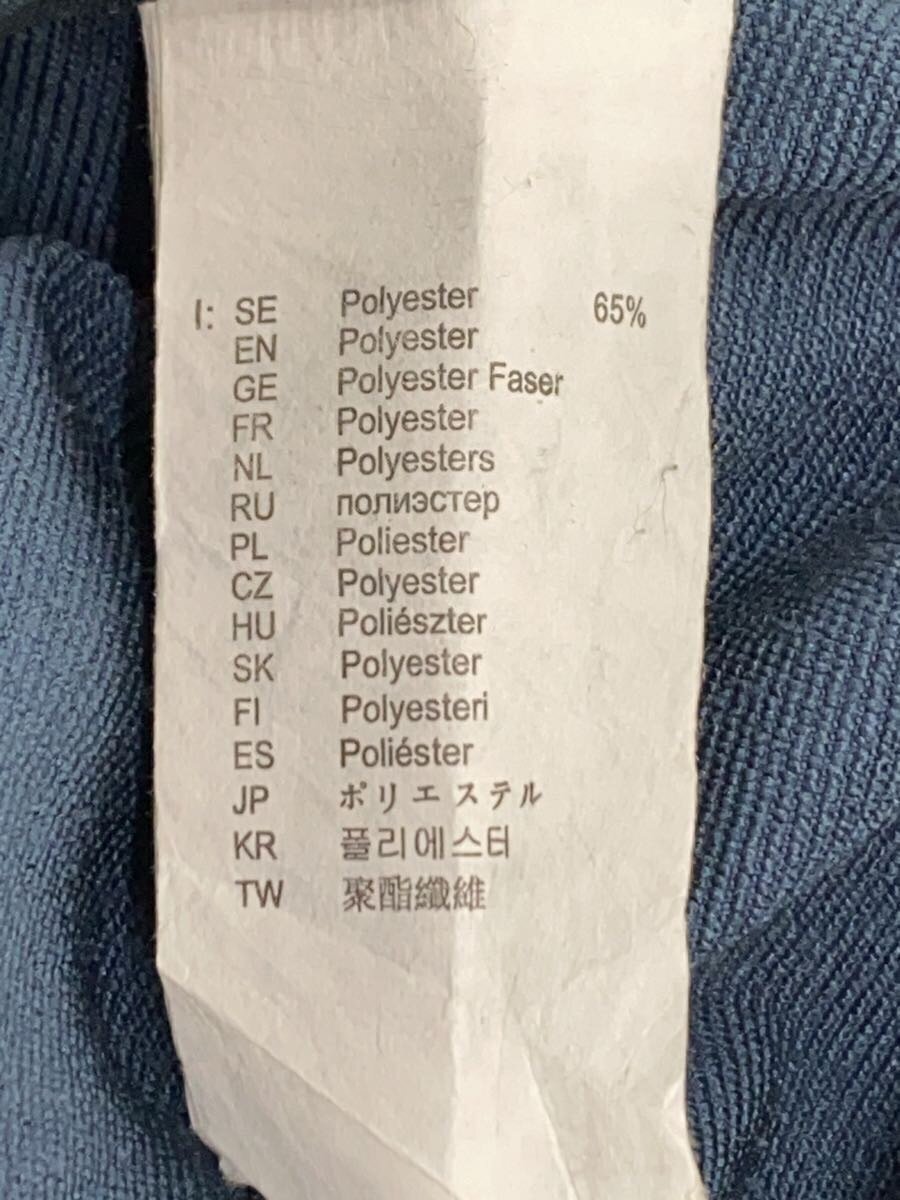 I: SE Polyester 65%
EN Polyester
GE Polyester Faser
FR Polyester
NL Polyesters
RU полиэстер
PL Poliester
CZ Polyester
HU Poliészter
SK Polyester
FI Polyesteri
ES Poliéster
JP ポリエステル
KR 폴리에스터
TW 聚酯纖維